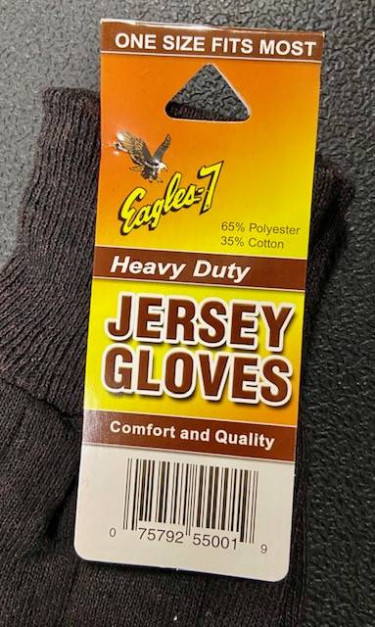 ONE SIZE FITS MOST
Eagles-7
65% Polyester
35% Cotton
Heavy Duty
JERSEY
GLOVES
Comfort and Quality
0 75792 55001 9